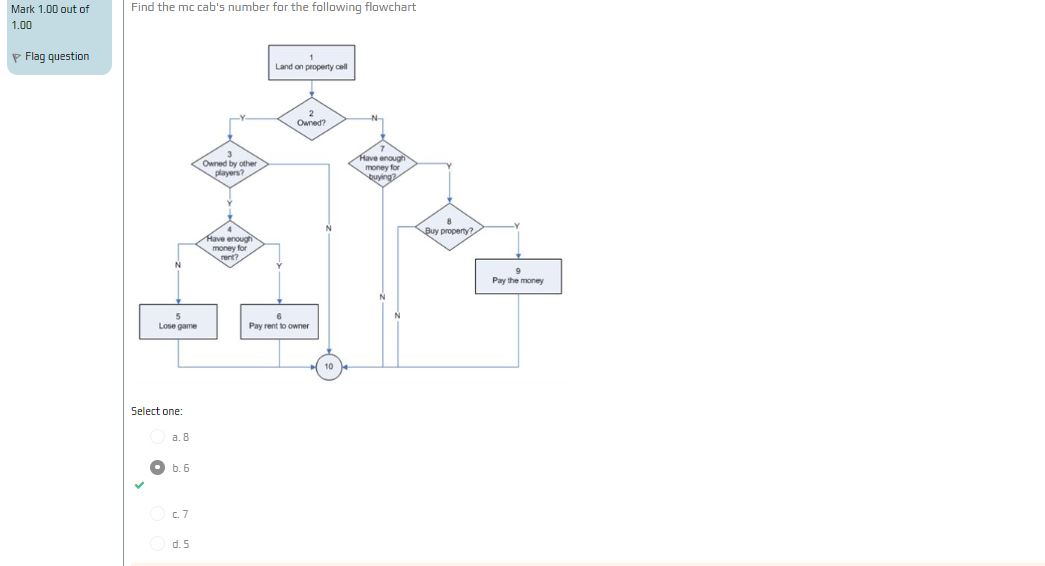 Mark 1.00 out of
1.00
Flag question
Find the mc cab's number for the following flowchart
1
Land on property cell
2
Owned?
Y
N
3
Owned by other
players?
7
Have enough
money for
buying?
Y
Y
N
4
Have enough
money for
rent?
8
Buy property?
Y
N
Y
9
Pay the money
N
N
5
Lose game
6
Pay rent to owner
10
Select one:
a. 8
b. 6
c. 7
d. 5